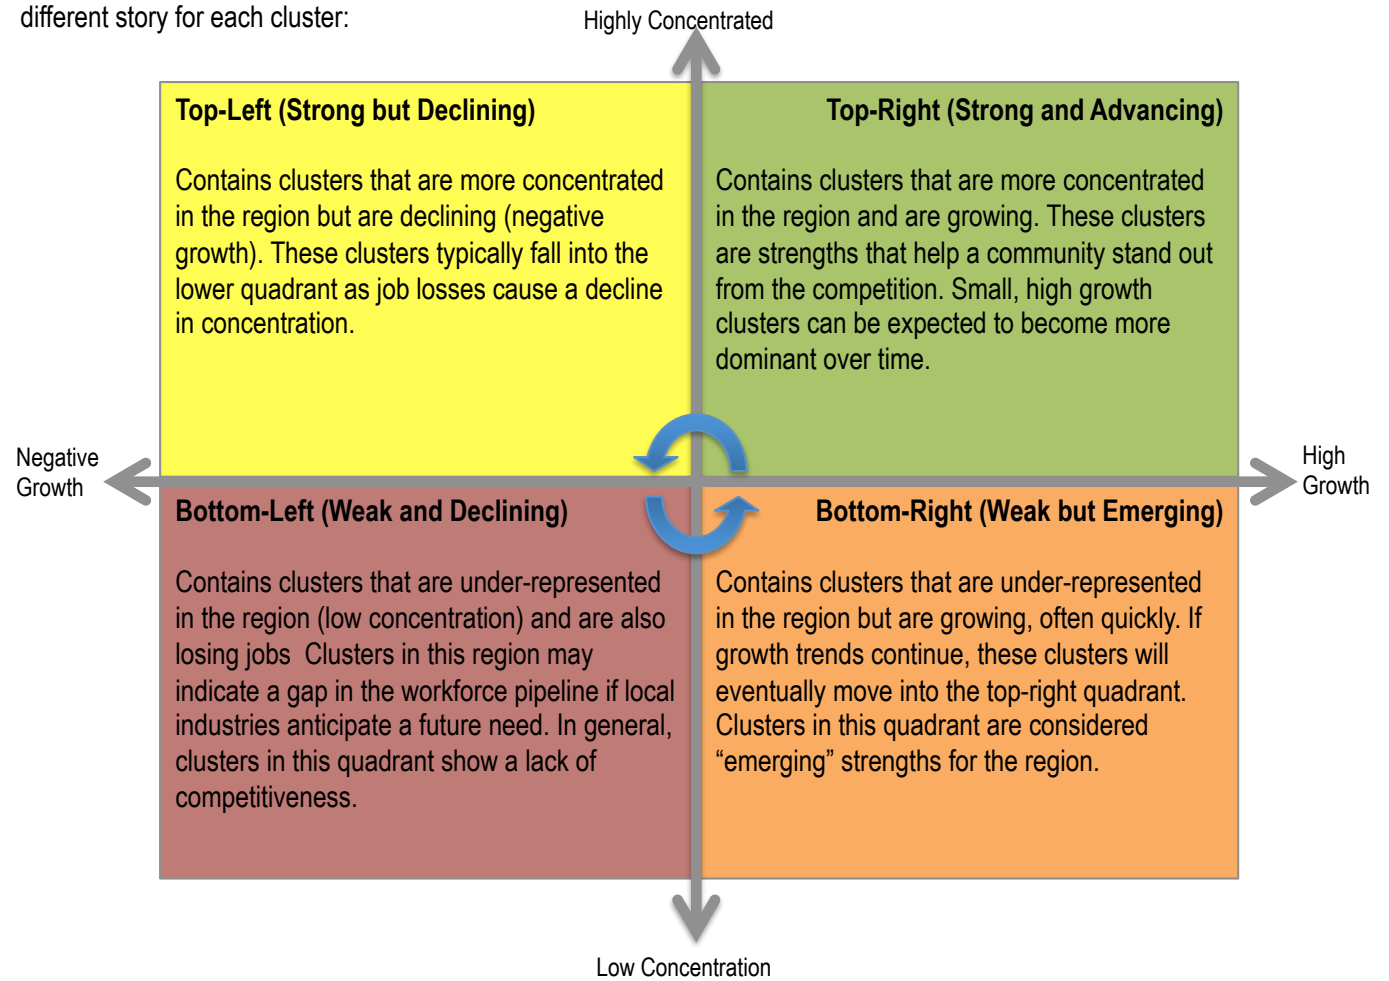 different story for each cluster:
Highly Concentrated
Top-Left (Strong but Declining)
Contains clusters that are more concentrated
in the region but are declining (negative
growth). These clusters typically fall into the
lower quadrant as job losses cause a decline
in concentration.
Top-Right (Strong and Advancing)
Contains clusters that are more concentrated
in the region and are growing. These clusters
are strengths that help a community stand out
from the competition. Small, high growth
clusters can be expected to become more
dominant over time.
Negative
Growth
High
Growth
Bottom-Left (Weak and Declining)
Contains clusters that are under-represented
in the region (low concentration) and are also
losing jobs  Clusters in this region may
indicate a gap in the workforce pipeline if local
industries anticipate a future need. In general,
clusters in this quadrant show a lack of
competitiveness.
Bottom-Right (Weak but Emerging)
Contains clusters that are under-represented
in the region but are growing, often quickly. If
growth trends continue, these clusters will
eventually move into the top-right quadrant.
Clusters in this quadrant are considered
“emerging” strengths for the region.
Low Concentration